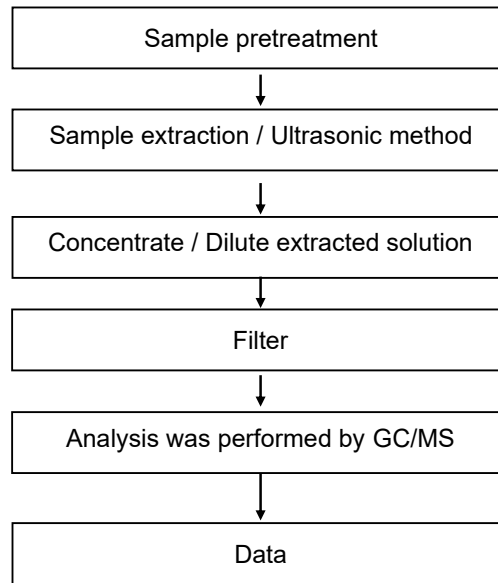 Sample pretreatment
Sample extraction / Ultrasonic method
Concentrate / Dilute extracted solution
Filter
Analysis was performed by GC/MS
Data